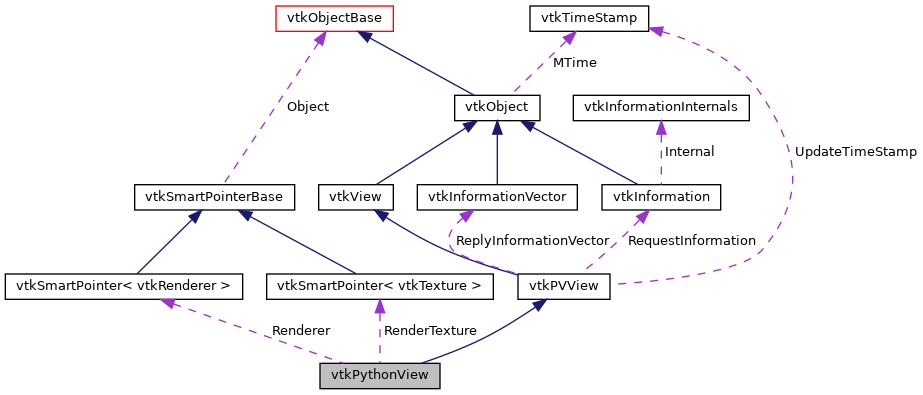 vtkObjectBase
vtkTimeStamp
MTime
Object
vtkObject
vtkInformationInternals
Internal
UpdateTimeStamp
vtkSmartPointerBase
vtkView
vtkInformationVector
vtkInformation
ReplyInformationVector
RequestInformation
vtkSmartPointer< vtkRenderer >
vtkSmartPointer< vtkTexture >
vtkPVView
Renderer
RenderTexture
vtkPythonView